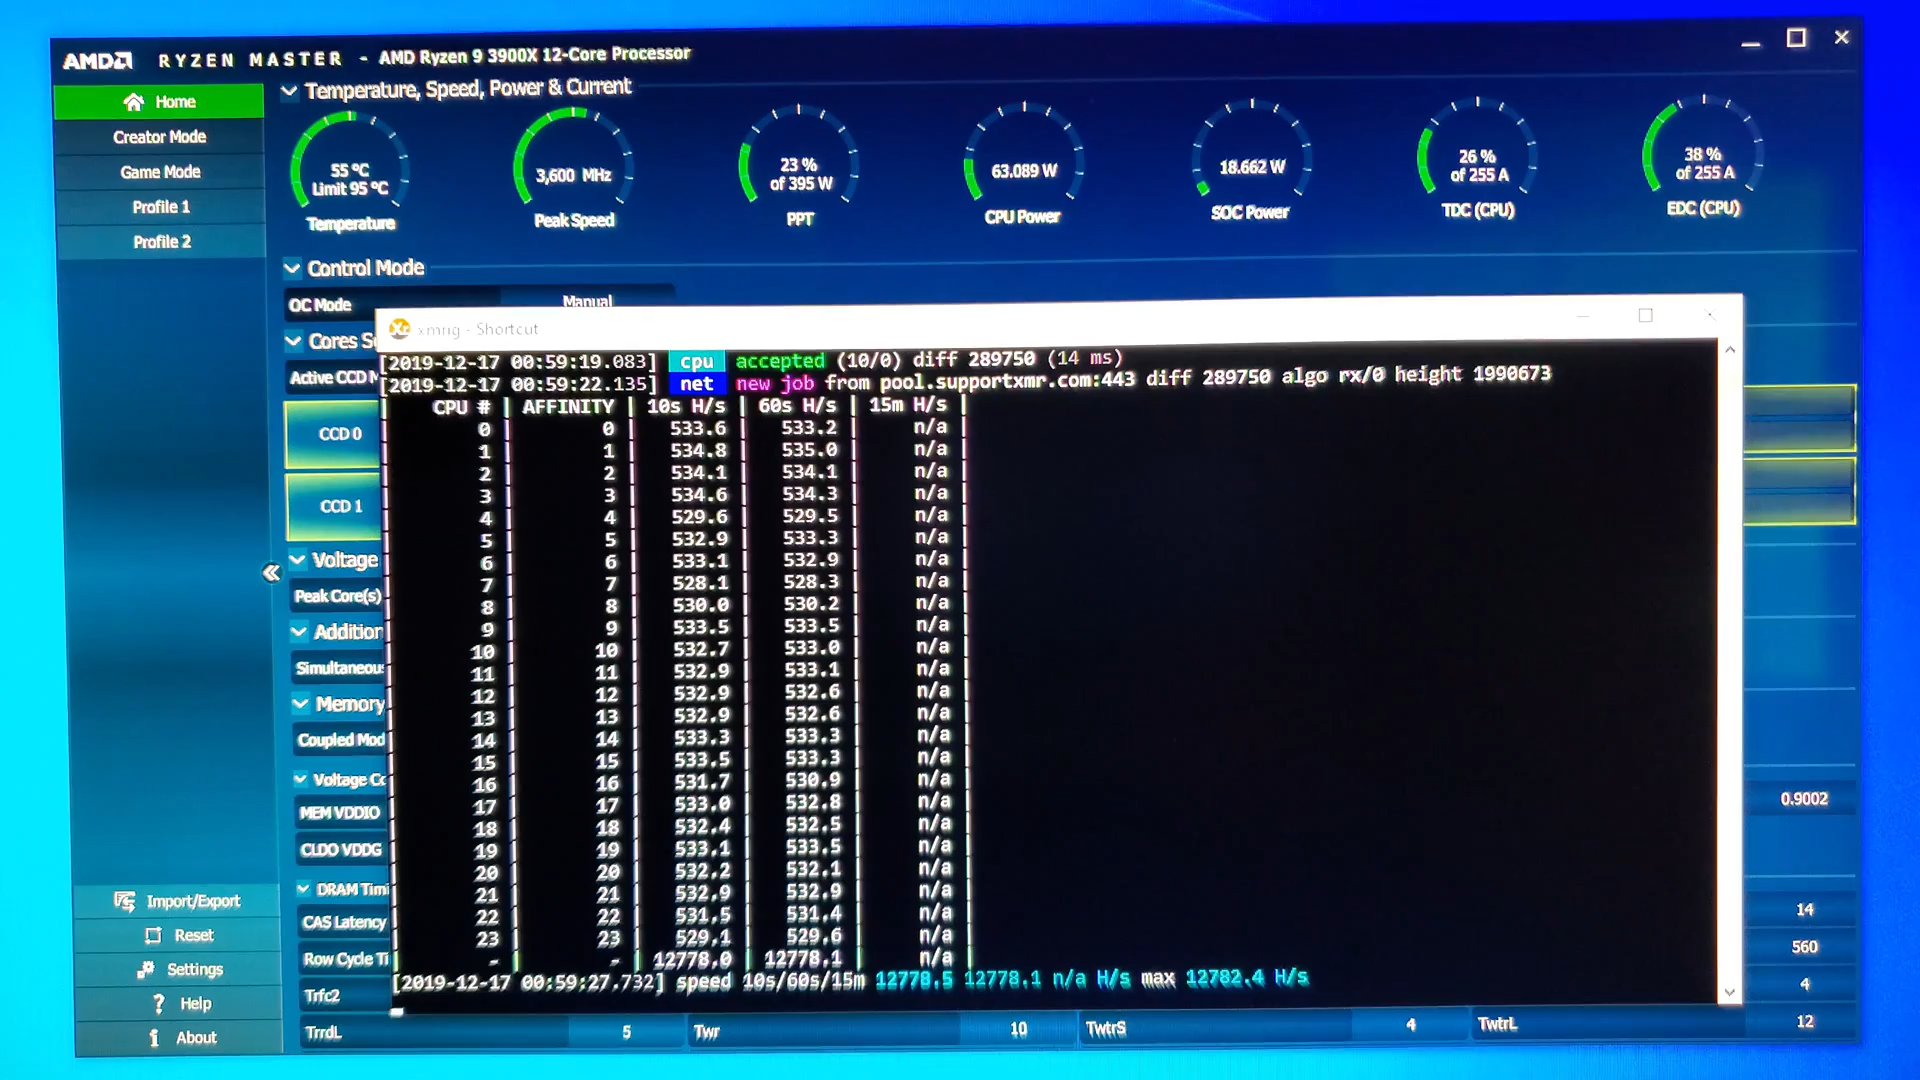 AMD RYZEN MASTER - AMD Ryzen 9 3900X 12-Core Processor
Home
Creator Mode
Game Mode
Profile 1
Profile 2
Temperature, Speed, Power & Current
55 ºC
Limit 95 ºC
Temperature
3,600 MHz
Peak Speed
23 %
of 395 W
PPT
63.089 W
CPU Power
18.662 W
SOC Power
26 %
of 255 A
TDC (CPU)
38 %
of 255 A
EDC (CPU)
Control Mode
OC Mode Manual
Cores S
Active CCD M
CCD 0
CCD 1
Voltage
Peak Core(s)
Addition
Simultaneou
Memory
Coupled Mod
Voltage Co
MEM VDDIO
0.9002
CLDO VDDG
DRAM Timi
CAS Latency
14
Row Cycle Ti
560
Trfc2
4
TrrdL 5 Twr 10 TwtrS 4 TwtrL 12
Import/Export
Reset
Settings
Help
About
xmrig - Shortcut
[2019-12-17 00:59:19.083] cpu accepted (10/0) diff 289750 (14 ms)
[2019-12-17 00:59:22.135] net new job from pool.supportxmr.com:443 diff 289750 algo rx/0 height 1990673
| CPU # | AFFINITY | 10s H/s | 60s H/s | 15m H/s |
| 0 | 0 | 533.6 | 533.2 | n/a |
| 1 | 1 | 534.8 | 535.0 | n/a |
| 2 | 2 | 534.1 | 534.1 | n/a |
| 3 | 3 | 534.6 | 534.3 | n/a |
| 4 | 4 | 529.6 | 529.5 | n/a |
| 5 | 5 | 532.9 | 533.3 | n/a |
| 6 | 6 | 533.1 | 532.9 | n/a |
| 7 | 7 | 528.1 | 528.3 | n/a |
| 8 | 8 | 530.0 | 530.2 | n/a |
| 9 | 9 | 533.5 | 533.5 | n/a |
| 10 | 10 | 532.7 | 533.0 | n/a |
| 11 | 11 | 532.9 | 533.1 | n/a |
| 12 | 12 | 532.9 | 532.6 | n/a |
| 13 | 13 | 532.9 | 532.6 | n/a |
| 14 | 14 | 533.3 | 533.3 | n/a |
| 15 | 15 | 533.5 | 533.3 | n/a |
| 16 | 16 | 531.7 | 530.9 | n/a |
| 17 | 17 | 533.0 | 532.8 | n/a |
| 18 | 18 | 532.4 | 532.5 | n/a |
| 19 | 19 | 533.1 | 533.5 | n/a |
| 20 | 20 | 532.2 | 532.1 | n/a |
| 21 | 21 | 532.9 | 532.9 | n/a |
| 22 | 22 | 531.5 | 531.4 | n/a |
| 23 | 23 | 529.1 | 529.6 | n/a |
| - | - | 12778.0 | 12778.1 | n/a |
[2019-12-17 00:59:27.732] speed 10s/60s/15m 12778.5 12778.1 n/a H/s max 12782.4 H/s